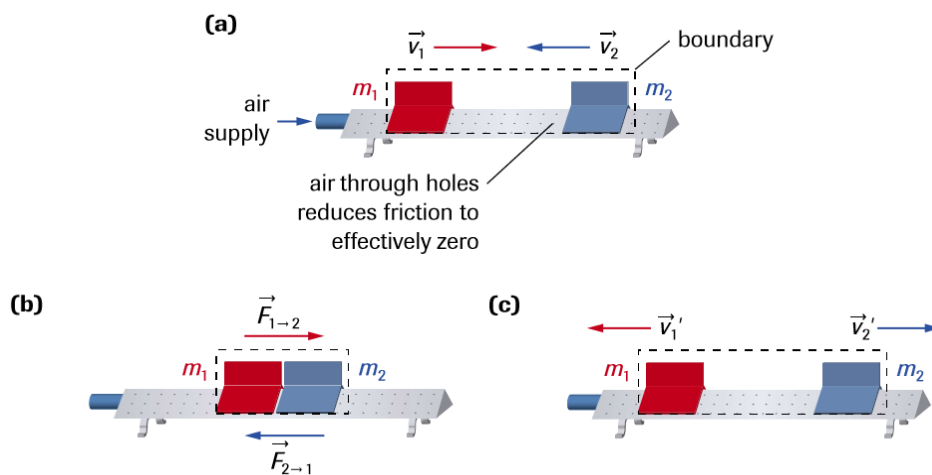 (a)
v⃗₁
v⃗₂
boundary
m₁
m₂
air
supply
air through holes
reduces friction to
effectively zero
(b)
F⃗₁→₂
m₁
m₂
F⃗₂→₁
(c)
v⃗₁′
v⃗₂′
m₁
m₂